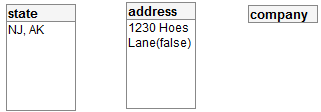 state
NJ, AK
address
1230 Hoes
Lane(false)
company